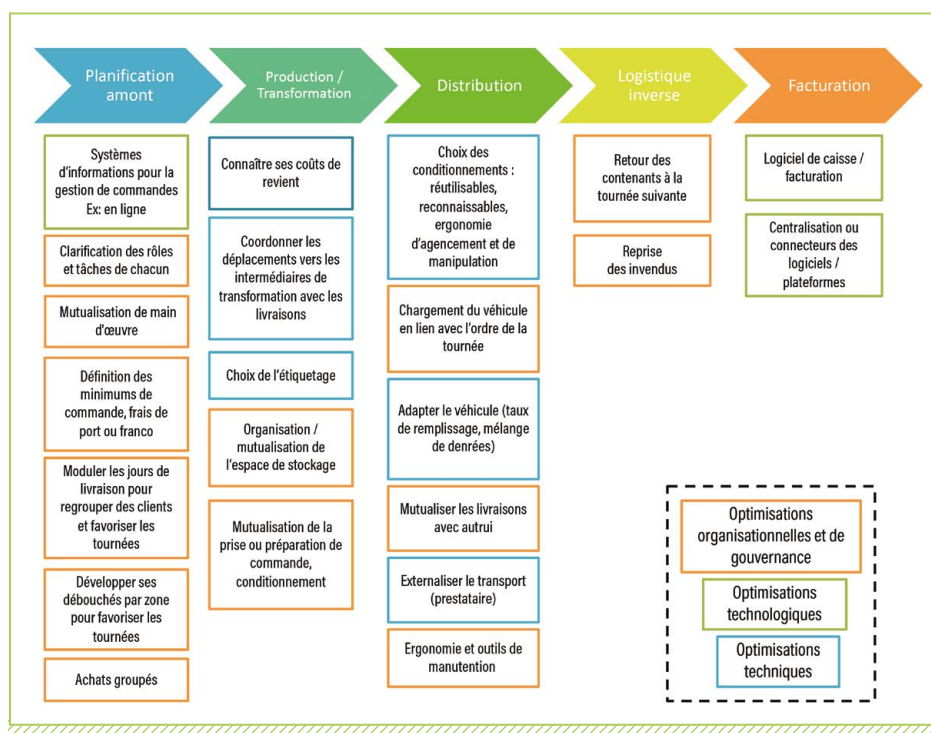 Planification
amont
Production /
Transformation
Distribution
Logistique
inverse
Facturation
Systèmes
d'informations pour la
gestion de commandes
Ex: en ligne
Clarification des rôles
et tâches de chacun
Mutualisation de main
d'œuvre
Définition des
minimums de
commande, frais de
port ou franco
Moduler les jours de
livraison pour
regrouper des clients
et favoriser les
tournées
Développer ses
débouchés par zone
pour favoriser les
tournées
Achats groupés
Connaître ses coûts de
revient
Coordonner les
déplacements vers les
intermédiaires de
transformation avec les
livraisons
Choix de l'étiquetage
Organisation /
mutualisation de
l'espace de stockage
Mutualisation de la
prise ou préparation de
commande,
conditionnement
Choix des
conditionnements :
réutilisables,
reconnaissables,
ergonomie
d'agencement et de
manipulation
Chargement du véhicule
en lien avec l'ordre de la
tournée
Adapter le véhicule (taux
de remplissage, mélange
de denrées)
Mutualiser les livraisons
avec autrui
Externaliser le transport
(prestataire)
Ergonomie et outils de
manutention
Retour des
contenants à la
tournée suivante
Reprise
des invendus
Logiciel de caisse /
facturation
Centralisation ou
connecteurs des
logiciels /
plateformes
Optimisations
organisationnelles et de
gouvernance
Optimisations
technologiques
Optimisations
techniques